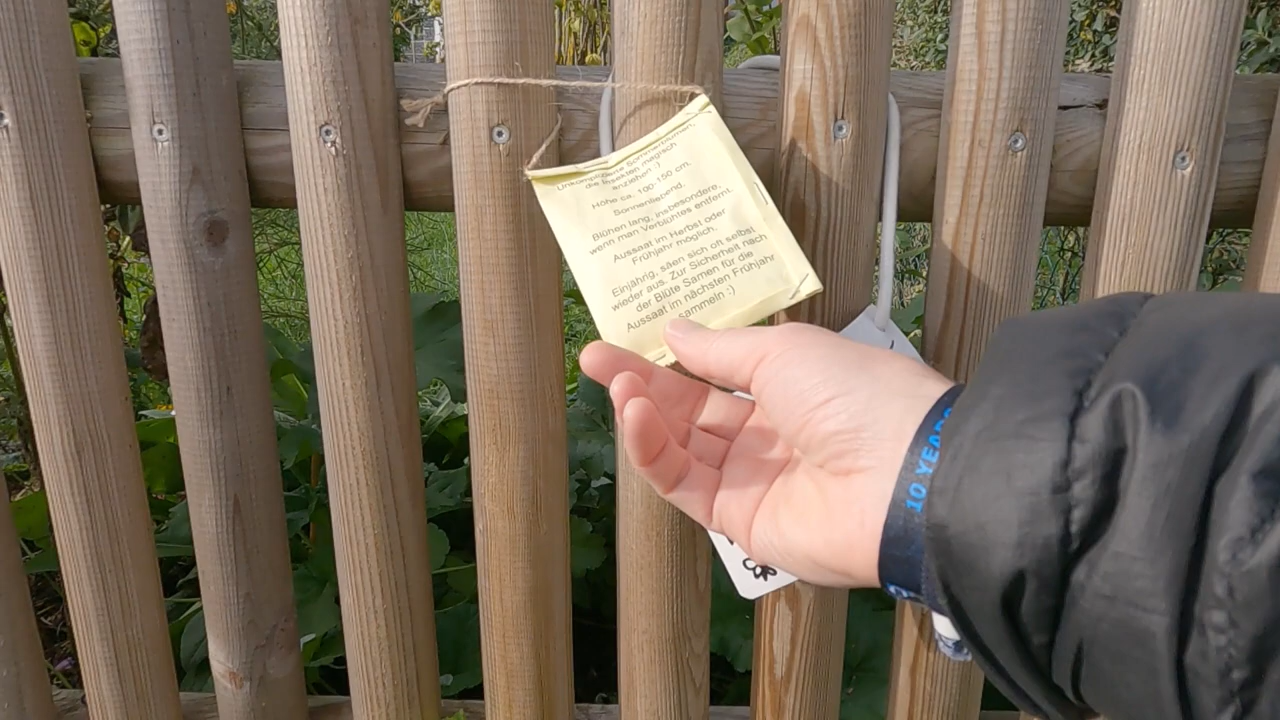 Unkomplizierte Sommerblumen,
die Insekten magisch
anziehen :)
Höhe ca. 100-150 cm.
Sonnenliebend.
Blühen lang, insbesondere,
wenn man Verblühtes entfernt.
Aussaat im Herbst oder
Frühjahr möglich.
Einjährig, säen sich oft selbst
wieder aus. Zur Sicherheit nach
der Blüte Samen für die
Aussaat im nächsten Frühjahr
sameln :)
10 YEARS